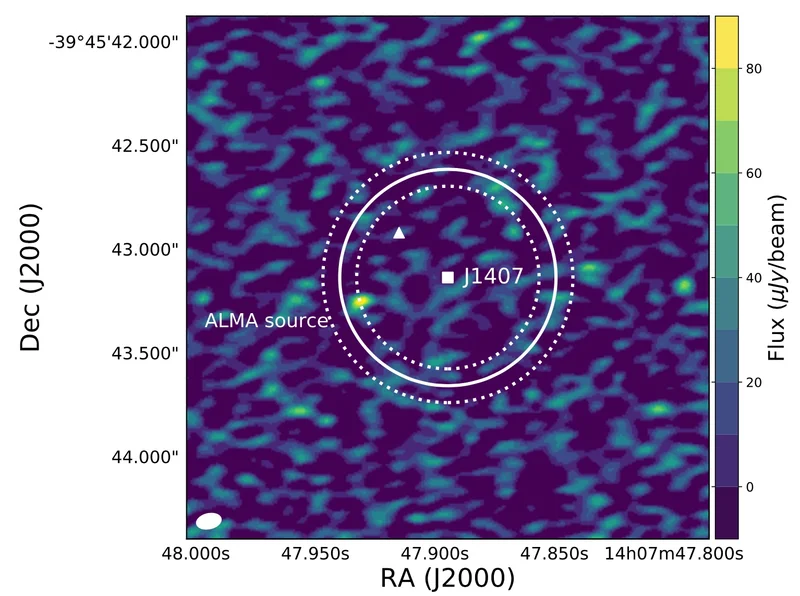 -39°45'42.000"
42.500"
43.000"
43.500"
44.000"
Dec (J2000)
J1407
ALMA source
48.000s 47.950s 47.900s 47.850s 14h07m47.800s
RA (J2000)
80
60
40
20
0
Flux (μJy/beam)